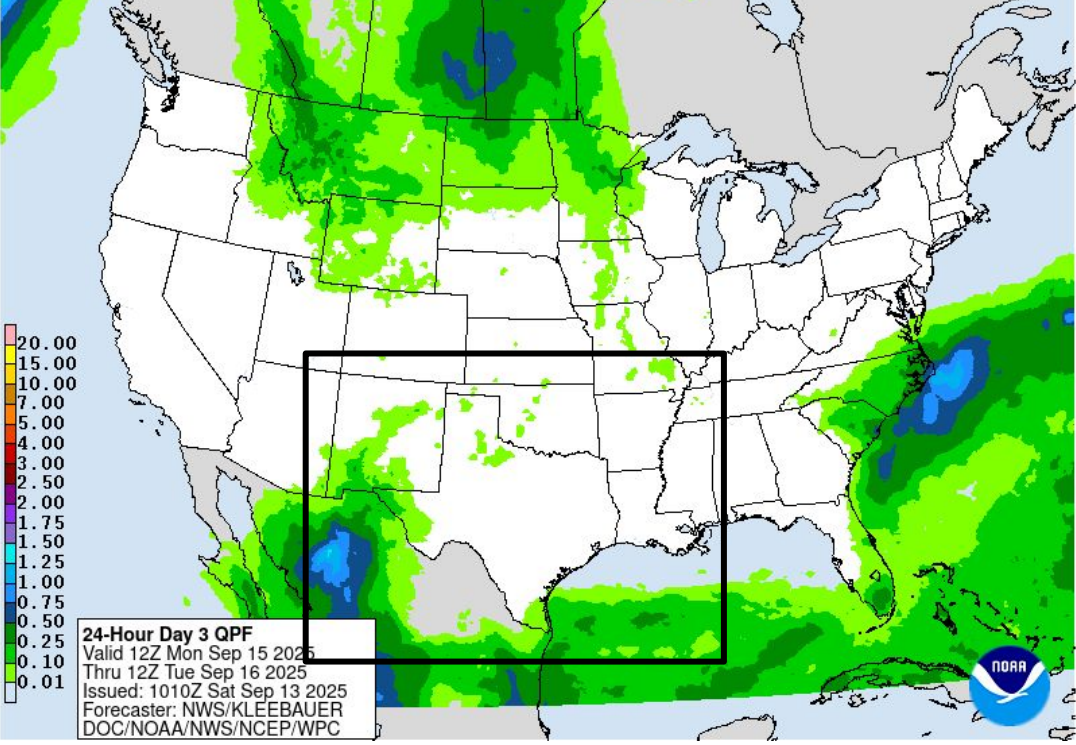 20.00
15.00
10.00
7.00
5.00
4.00
3.00
2.50
2.00
1.75
1.50
1.25
1.00
0.75
0.50
0.25
0.10
0.01
24-Hour Day 3 QPF
Valid 12Z Mon Sep 15 2025
Thru 12Z Tue Sep 16 2025
Issued: 1010Z Sat Sep 13 2025
Forecaster: NWS/KLEEBAUER
DOC/NOAA/NWS/NCEP/WPC
NOAA